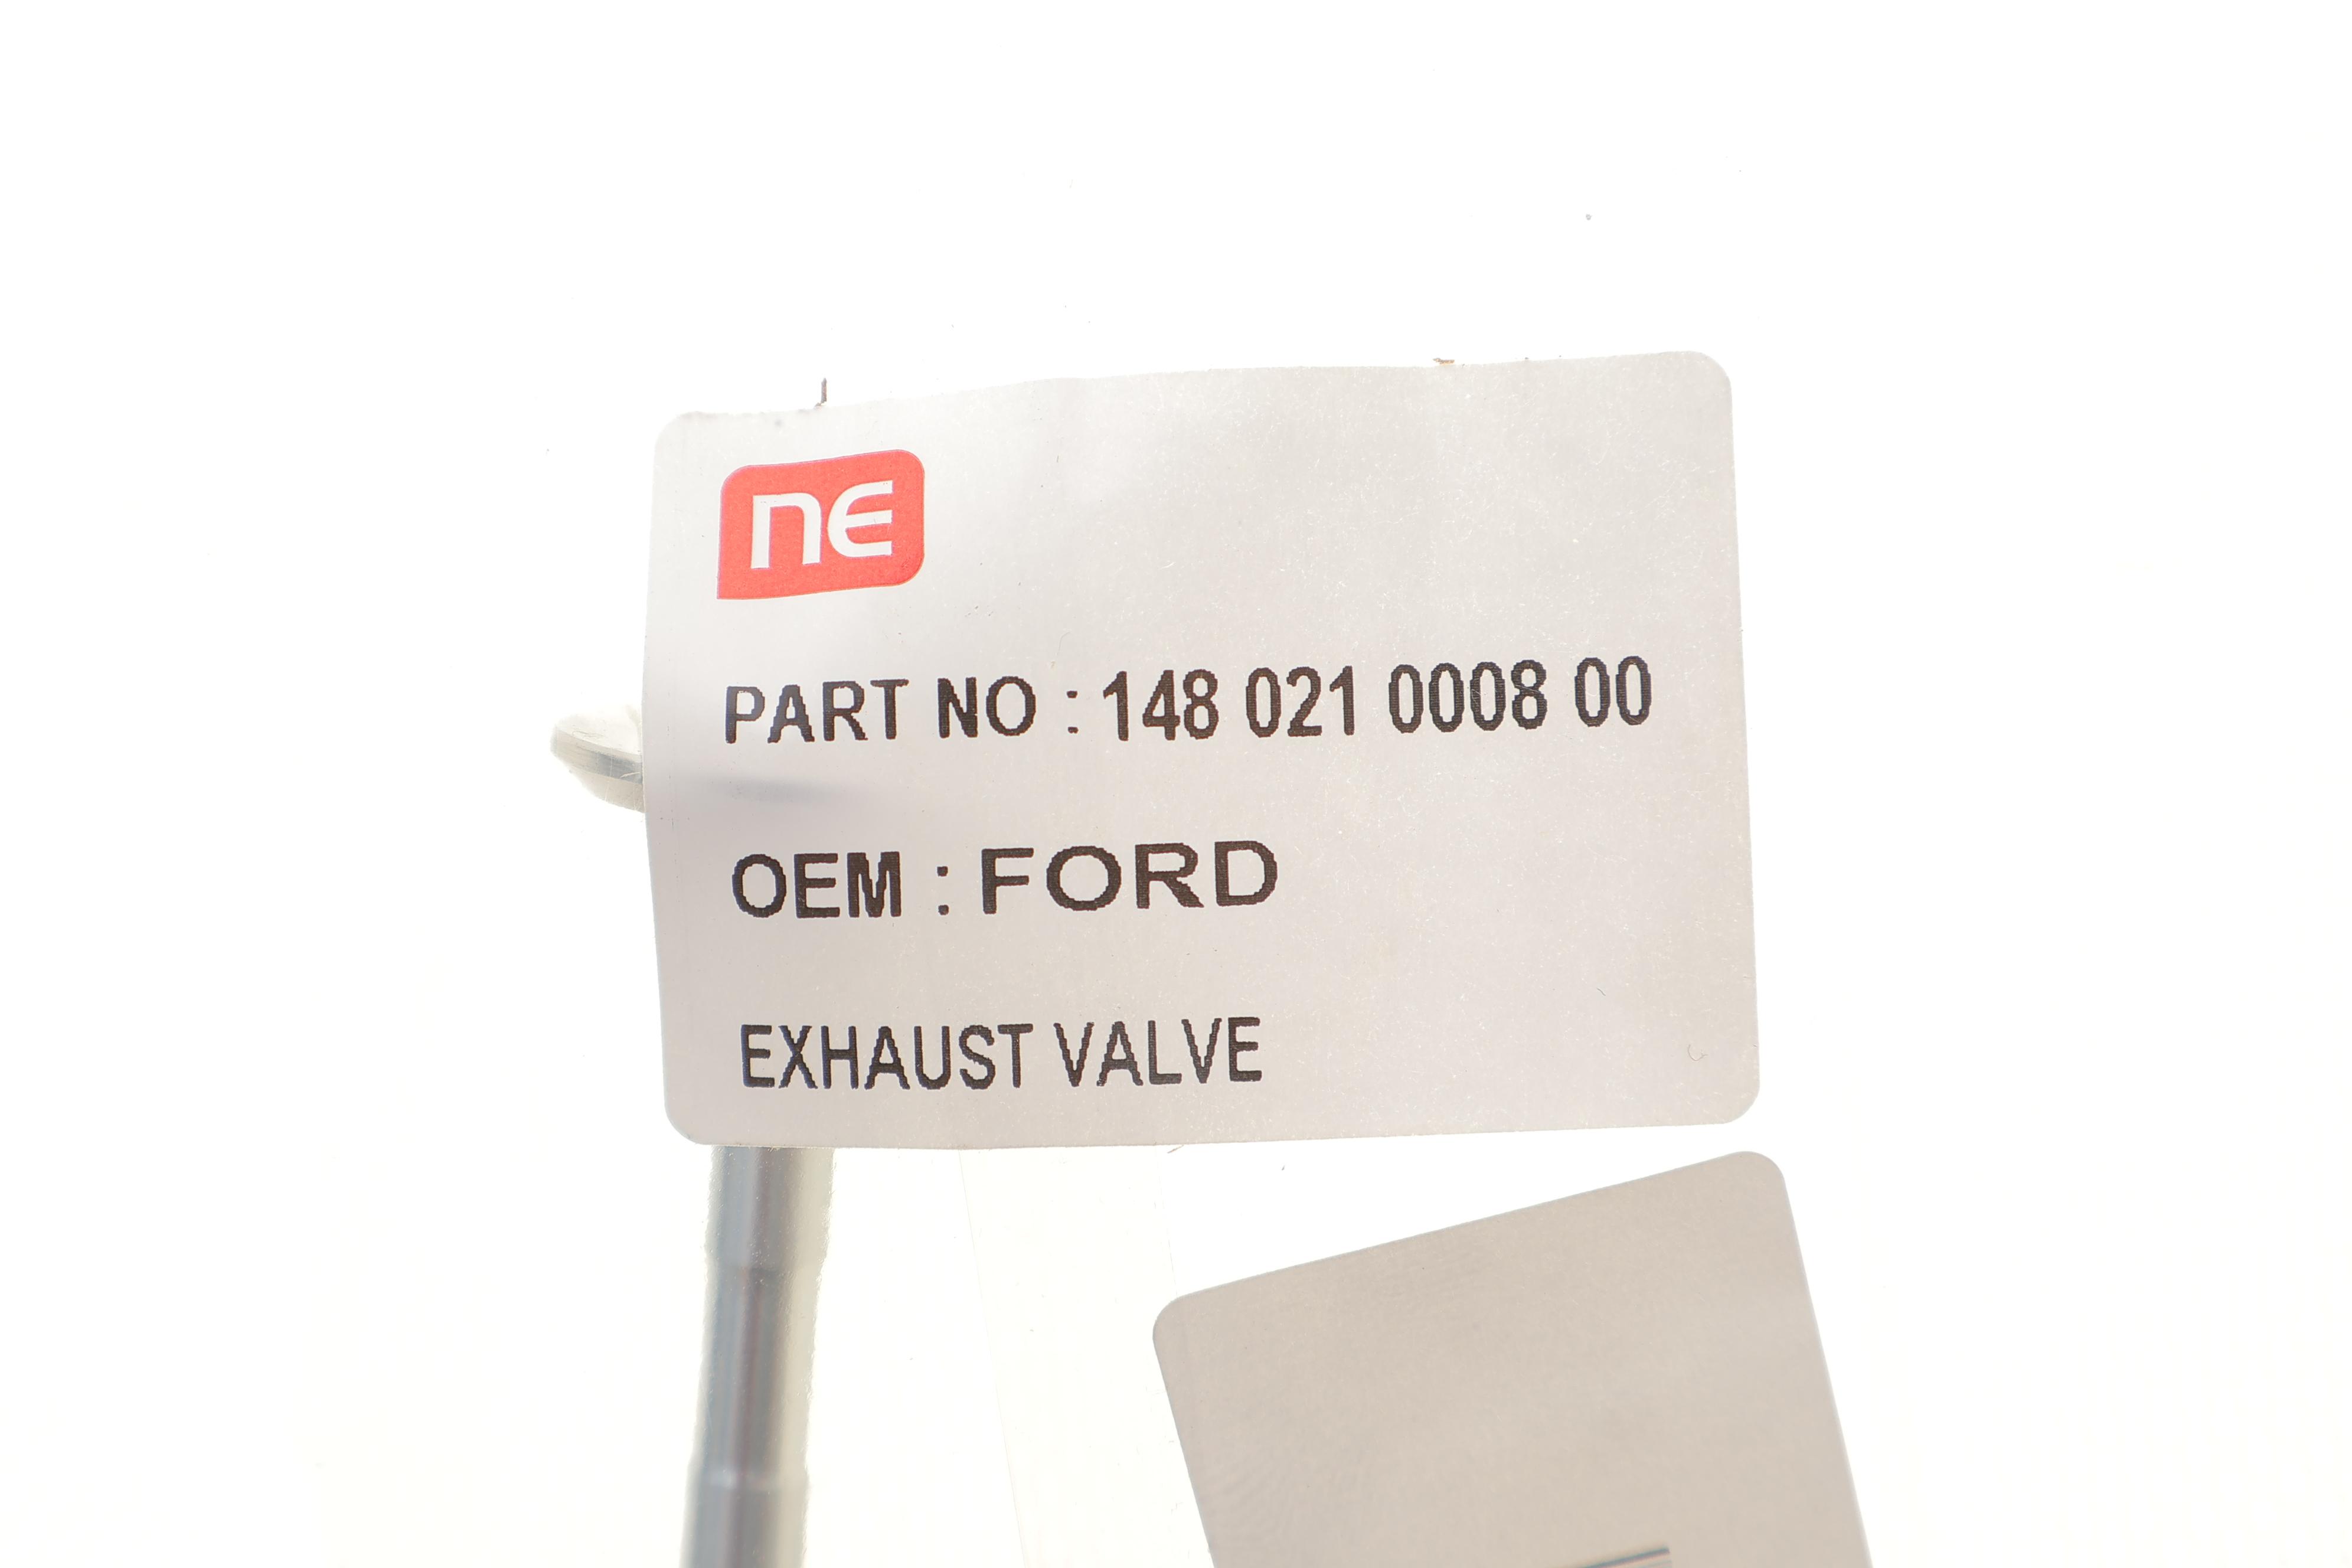 ne
PART NO : 148 021 0008 00
OEM : FORD
EXHAUST VALVE